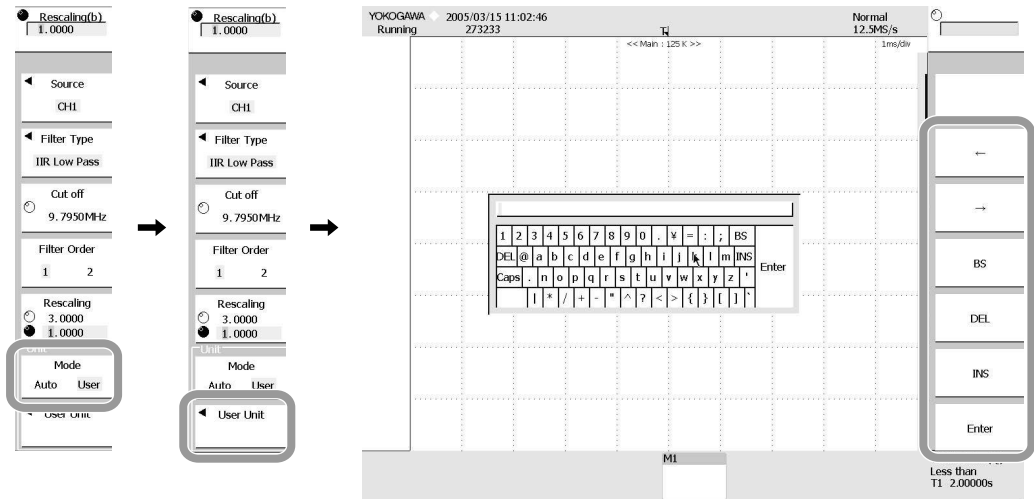 Rescaling(b)
1.0000
Source
CH1
Filter Type
IIR Low Pass
Cut off
9.7950MHz
Filter Order
1 2
Rescaling
3.0000
1.0000
Unit
Mode
Auto User
User Unit
Rescaling(b)
1.0000
Source
CH1
Filter Type
IIR Low Pass
Cut off
9.7950MHz
Filter Order
1 2
Rescaling
3.0000
1.0000
Unit
Mode
Auto User
User Unit
YOKOGAWA 2005/03/15 11:02:46 Normal
Running 273233 12.5MS/s
<< Main : 125 K >> 1ms/div
1 2 3 4 5 6 7 8 9 0 . ¥ = : ; BS
DEL @ a b c d e f g h i j k l m INS
Caps . n o p q r s t u v w x y z '
| * / + - " ^ ? < > { } [ ] `
Enter
M1
←
→
BS
DEL
INS
Enter
Less than
T1 2.00000s